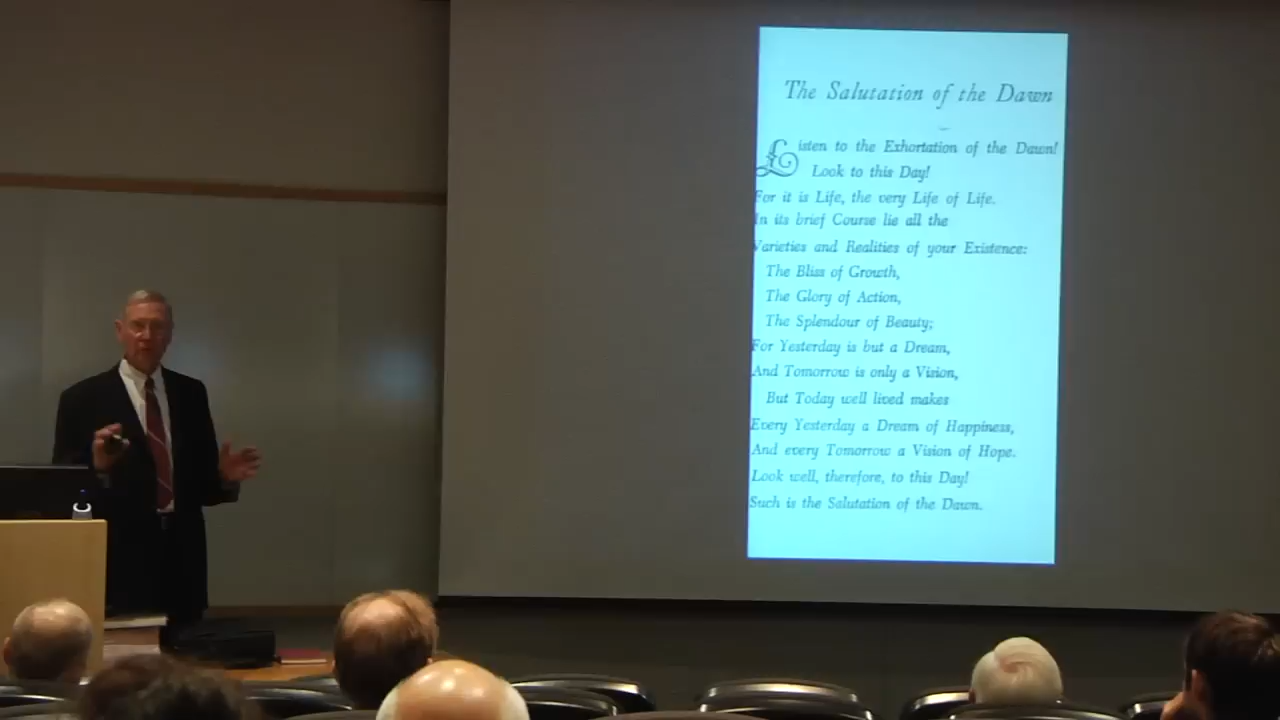 The Salutation of the Dawn
Listen to the Exhortation of the Dawn!
Look to this Day!
For it is Life, the very Life of Life.
In its brief Course lie all the
Varieties and Realities of your Existence:
The Bliss of Growth,
The Glory of Action,
The Splendour of Beauty;
For Yesterday is but a Dream,
And Tomorrow is only a Vision,
But Today well lived makes
Every Yesterday a Dream of Happiness,
And every Tomorrow a Vision of Hope.
Look well, therefore, to this Day!
Such is the Salutation of the Dawn.